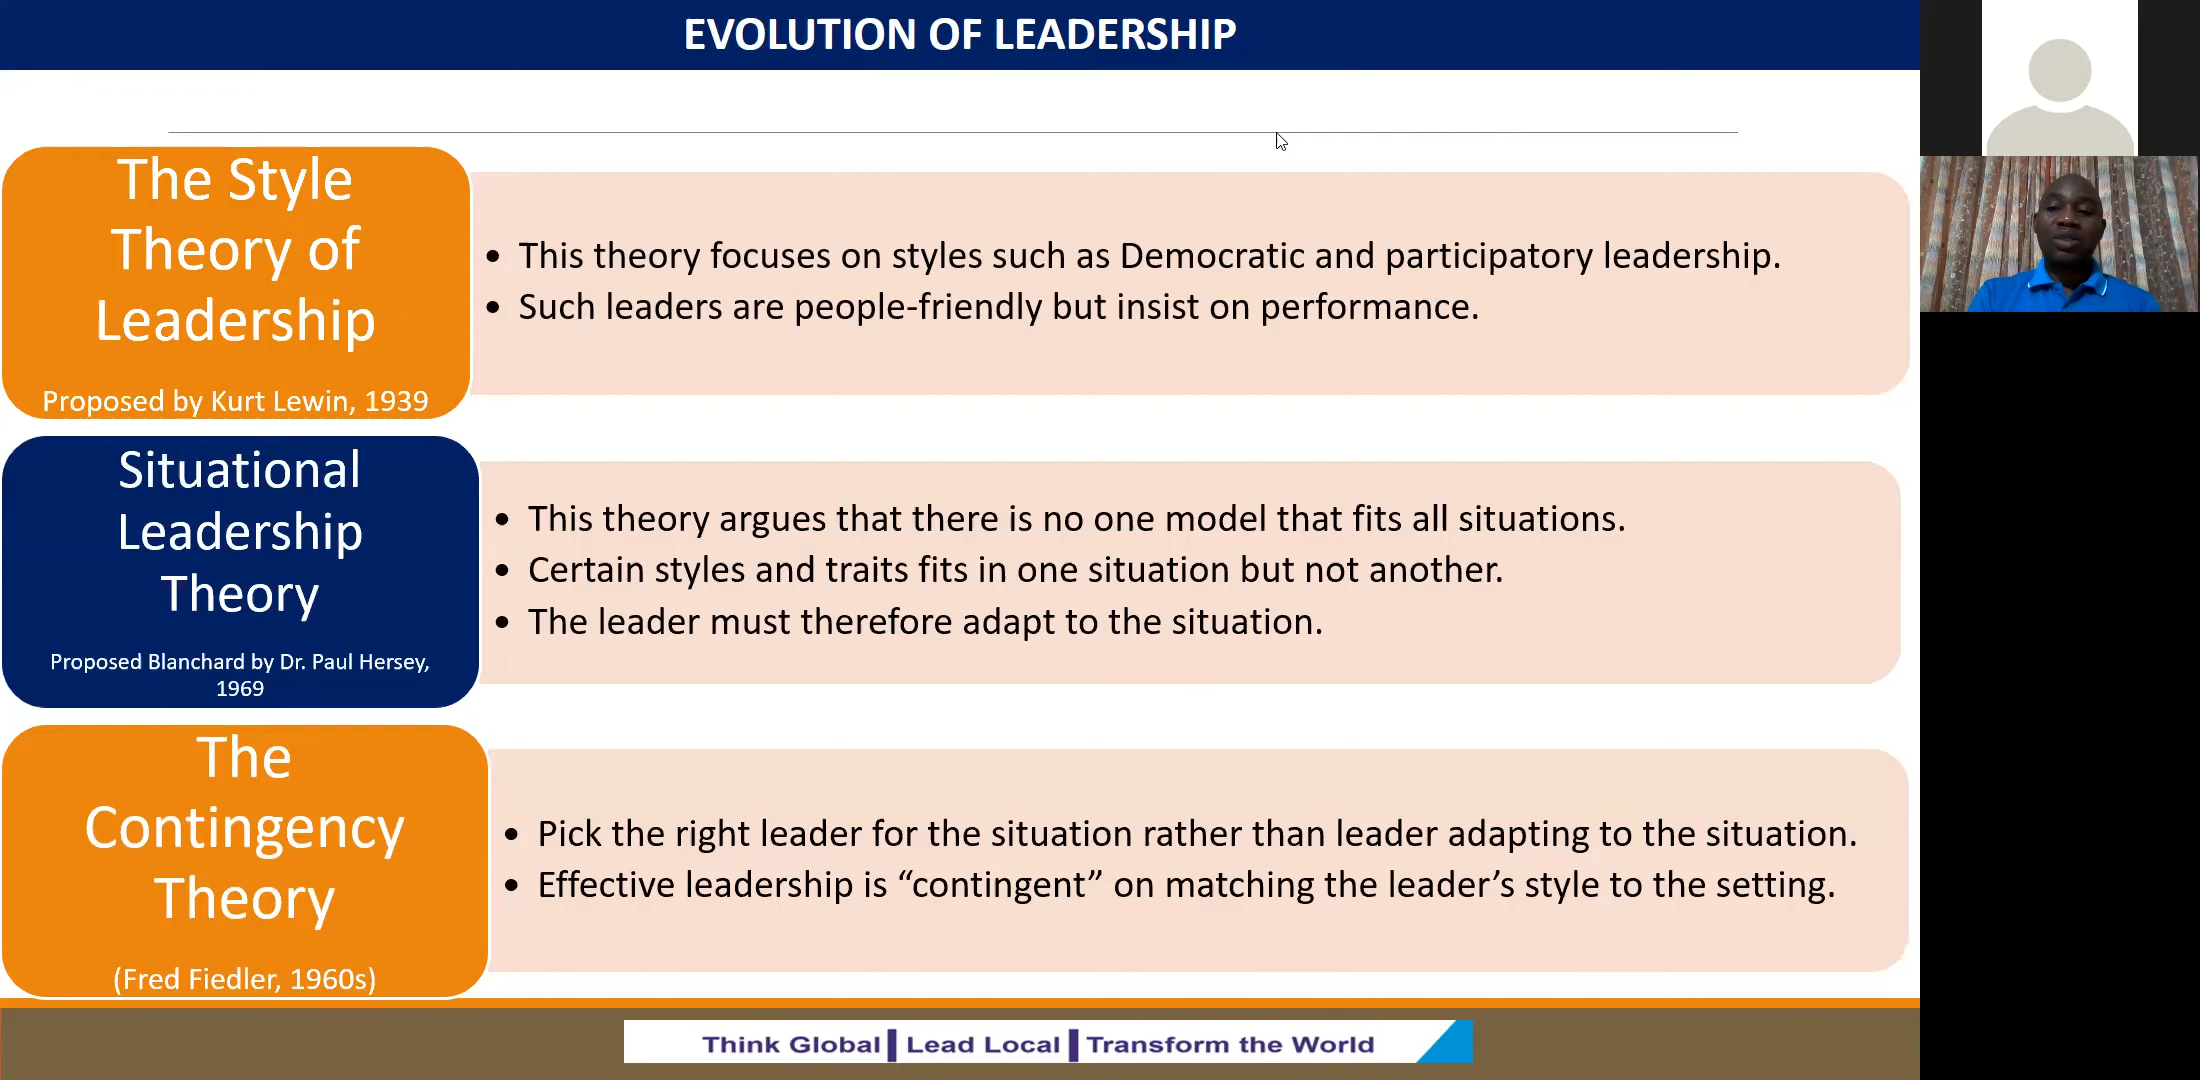 EVOLUTION OF LEADERSHIP
The Style
Theory of
Leadership
Proposed by Kurt Lewin, 1939
• This theory focuses on styles such as Democratic and participatory leadership.
• Such leaders are people-friendly but insist on performance.
Situational
Leadership
Theory
Proposed Blanchard by Dr. Paul Hersey,
1969
• This theory argues that there is no one model that fits all situations.
• Certain styles and traits fits in one situation but not another.
• The leader must therefore adapt to the situation.
The
Contingency
Theory
(Fred Fiedler, 1960s)
• Pick the right leader for the situation rather than leader adapting to the situation.
• Effective leadership is “contingent” on matching the leader’s style to the setting.
Think Global | Lead Local | Transform the World